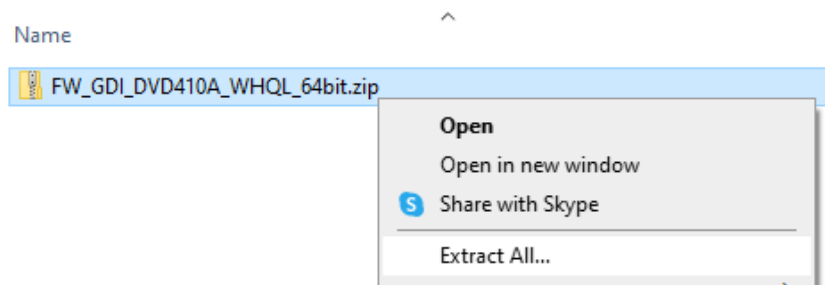 Name
FW_GDI_DVD410A_WHQL_64bit.zip
Open
Open in new window
Share with Skype
Extract All...